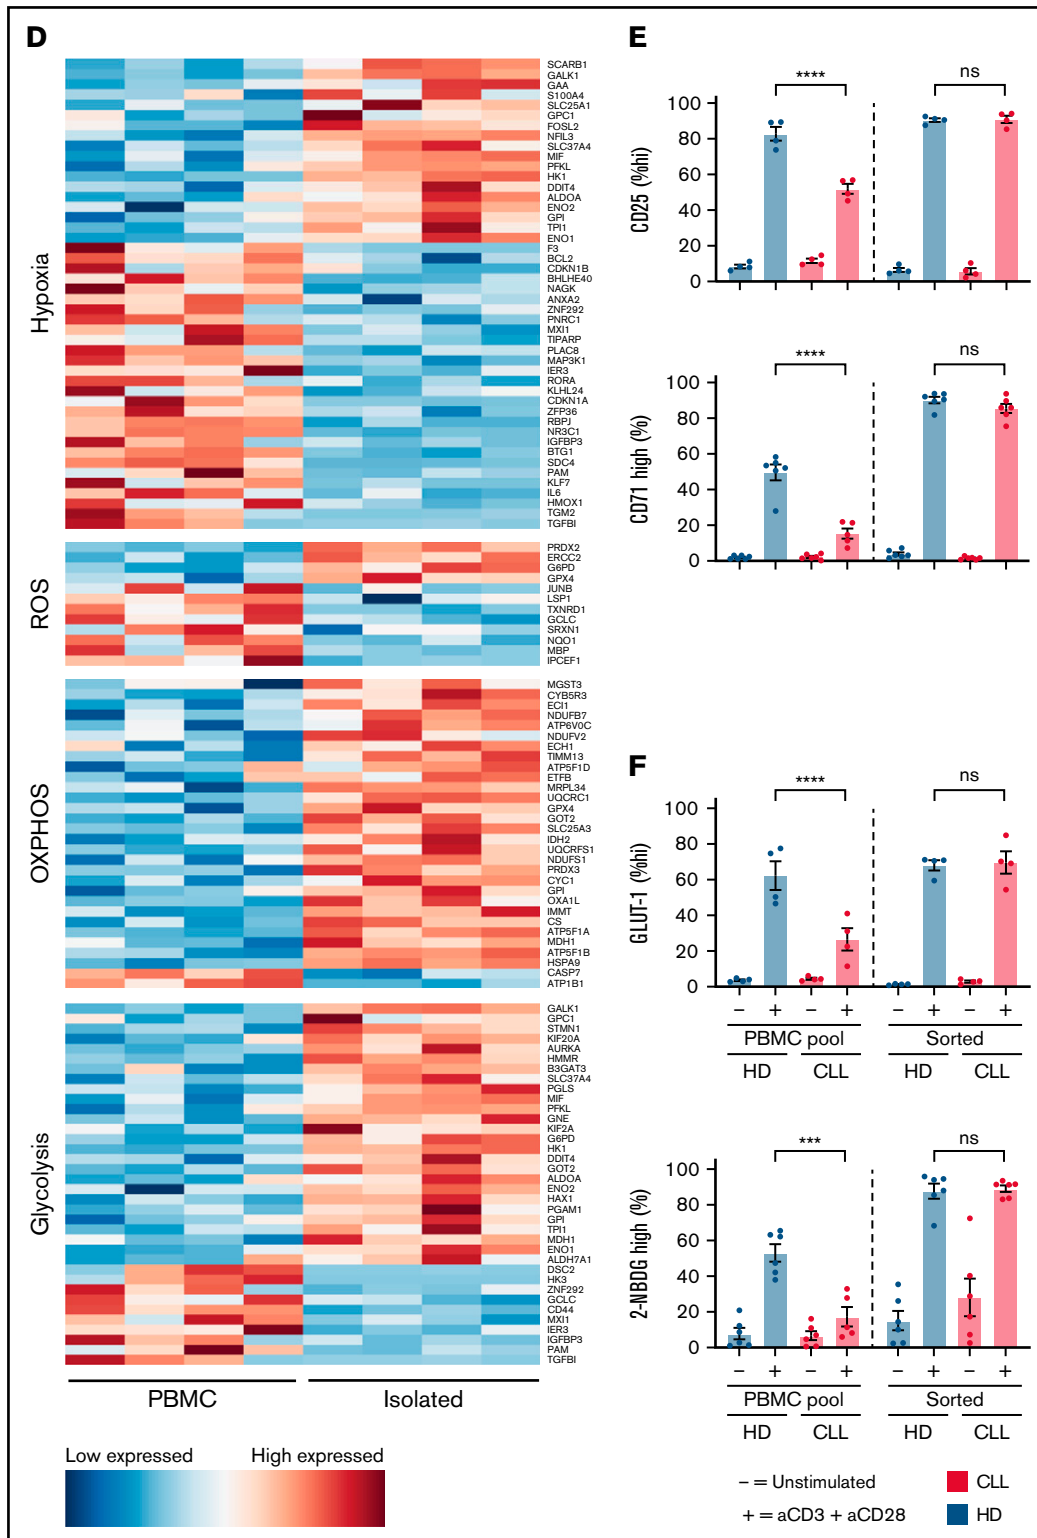 D
Hypoxia
SCARB1
GALK1
GAA
S100A4
SLC25A1
GPC1
FOSL2
NFIL3
SLC37A4
MIF
PFKL
HK1
DDIT4
ALDOA
ENO2
GPI
TPI1
ENO1
F3
BCL2
CDKN1B
BHLHE40
NAGK
ANXA2
ZNF292
PNRC1
MXI1
TIPARP
PLAC8
MAP3K1
IER3
RORA
KLHL24
CDKN1A
ZFP36
RBPJ
NR3C1
IGFBP3
BTG1
SDC4
PAM
KLF7
IL6
HMOX1
TGM2
TGFBI
ROS
PRDX2
ERCC2
G6PD
GPX4
JUNB
LSP1
TXNRD1
GCLC
SRXN1
NQO1
MBP
IPCEF1
OXPHOS
MGST3
CYB5R3
ECI1
NDUFB7
ATP6V0C
NDUFV2
ECH1
TIMM13
ATP5F1D
ETFB
MRPL34
UQCRC1
GPX4
GOT2
SLC25A3
IDH2
UQCRFS1
NDUFS1
PRDX3
CYC1
GPI
OXA1L
IMMT
CS
ATP5F1A
MDH1
ATP5F1B
HSPA9
CASP7
ATP1B1
Glycolysis
GALK1
GPC1
STMN1
KIF20A
AURKA
HMMR
B3GAT3
SLC37A4
PGLS
MIF
PFKL
GNE
KIF2A
G6PD
HK1
DDIT4
GOT2
ALDOA
ENO2
HAX1
PGAM1
GPI
TPI1
MDH1
ENO1
ALDH7A1
DSC2
HK3
ZNF292
GCLC
CD44
MXI1
IER3
IGFBP3
PAM
TGFBI
PBMC Isolated
Low expressed High expressed
E
CD25 (%hi)
100
80
60
40
20
0
**** ns
CD71 high (%)
100
80
60
40
20
0
**** ns
F
GLUT-1 (%hi)
100
80
60
40
20
0
**** ns
− + − + − + − +
PBMC pool Sorted
HD CLL HD CLL
2-NBDG high (%)
100
80
60
40
20
0
*** ns
− + − + − + − +
PBMC pool Sorted
HD CLL HD CLL
− = Unstimulated
+ = aCD3 + aCD28
CLL
HD